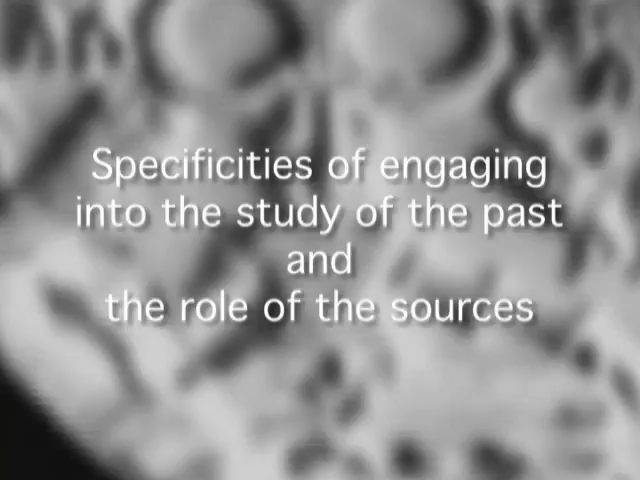 Specificities of engaging
into the study of the past
and
the role of the sources